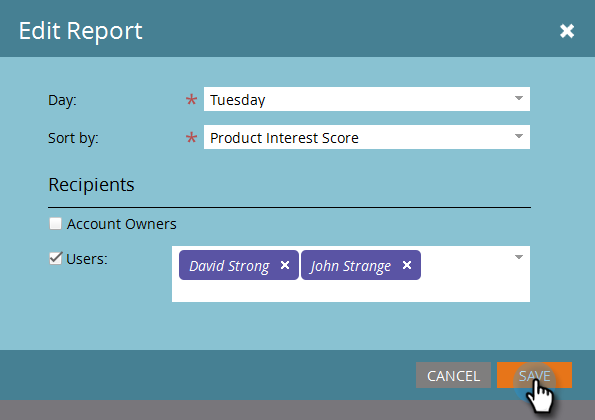 Edit Report
Day: * Tuesday
Sort by: * Product Interest Score
Recipients
Account Owners
Users: David Strong × John Strange ×
CANCEL SAVE